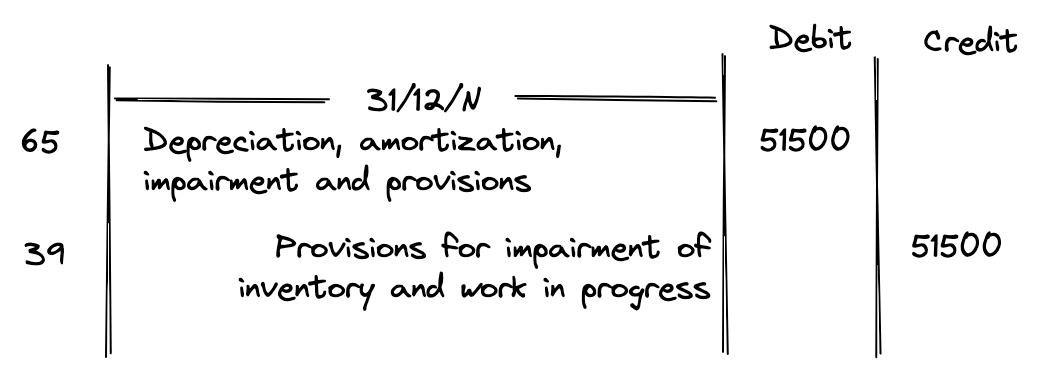 Debit Credit
31/12/N
65 Depreciation, amortization, 51500
impairment and provisions
39 Provisions for impairment of 51500
inventory and work in progress